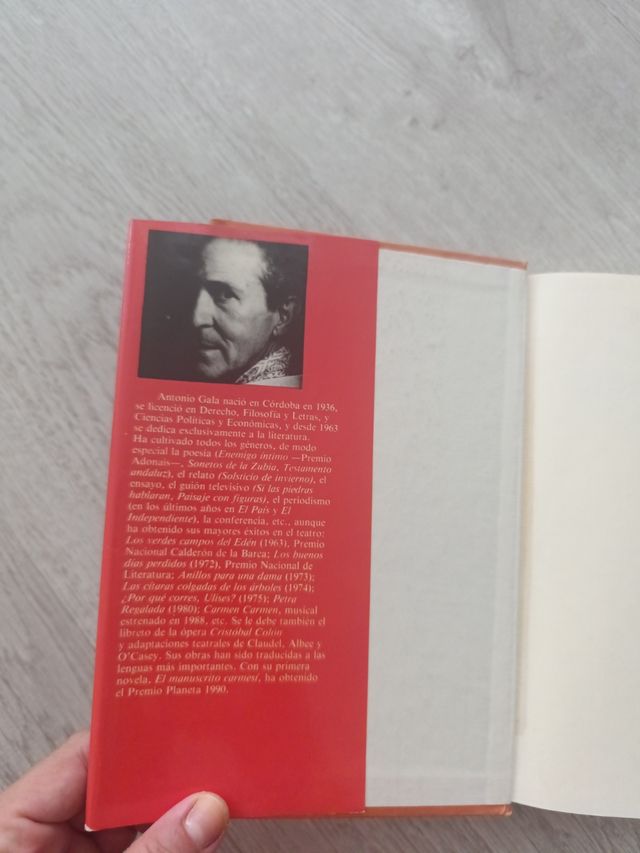 Antonio Gala nació en Córdoba en 1936,
se licenció en Derecho, Filosofía y Letras, y
Ciencias Políticas y Económicas, y desde 1963
se dedica exclusivamente a la literatura.
Ha cultivado todos los géneros, de modo
especial la poesía (Enemigo íntimo —Premio
Adonais—, Sonetos de la Zubia, Testamento
andaluz), el relato (Solsticio de invierno), el
ensayo, el guión televisivo (Si las piedras
hablaran, Paisaje con figuras), el periodismo
(en los últimos años en El País y El
Independiente), la conferencia, etc., aunque
ha obtenido sus mayores éxitos en el teatro:
Los verdes campos del Edén (1963), Premio
Nacional Calderón de la Barca; Los buenos
días perdidos (1972), Premio Nacional de
Literatura; Anillos para una dama (1973);
Las cítaras colgadas de los árboles (1974);
¿Por qué corres, Ulises? (1975); Petra
Regalada (1980); Carmen Carmen, musical
estrenado en 1988, etc. Se le debe también el
libreto de la ópera Cristóbal Colón
y adaptaciones teatrales de Claudel, Albee y
O'Casey. Sus obras han sido traducidas a las
lenguas más importantes. Con su primera
novela, El manuscrito carmesí, ha obtenido
el Premio Planeta 1990.